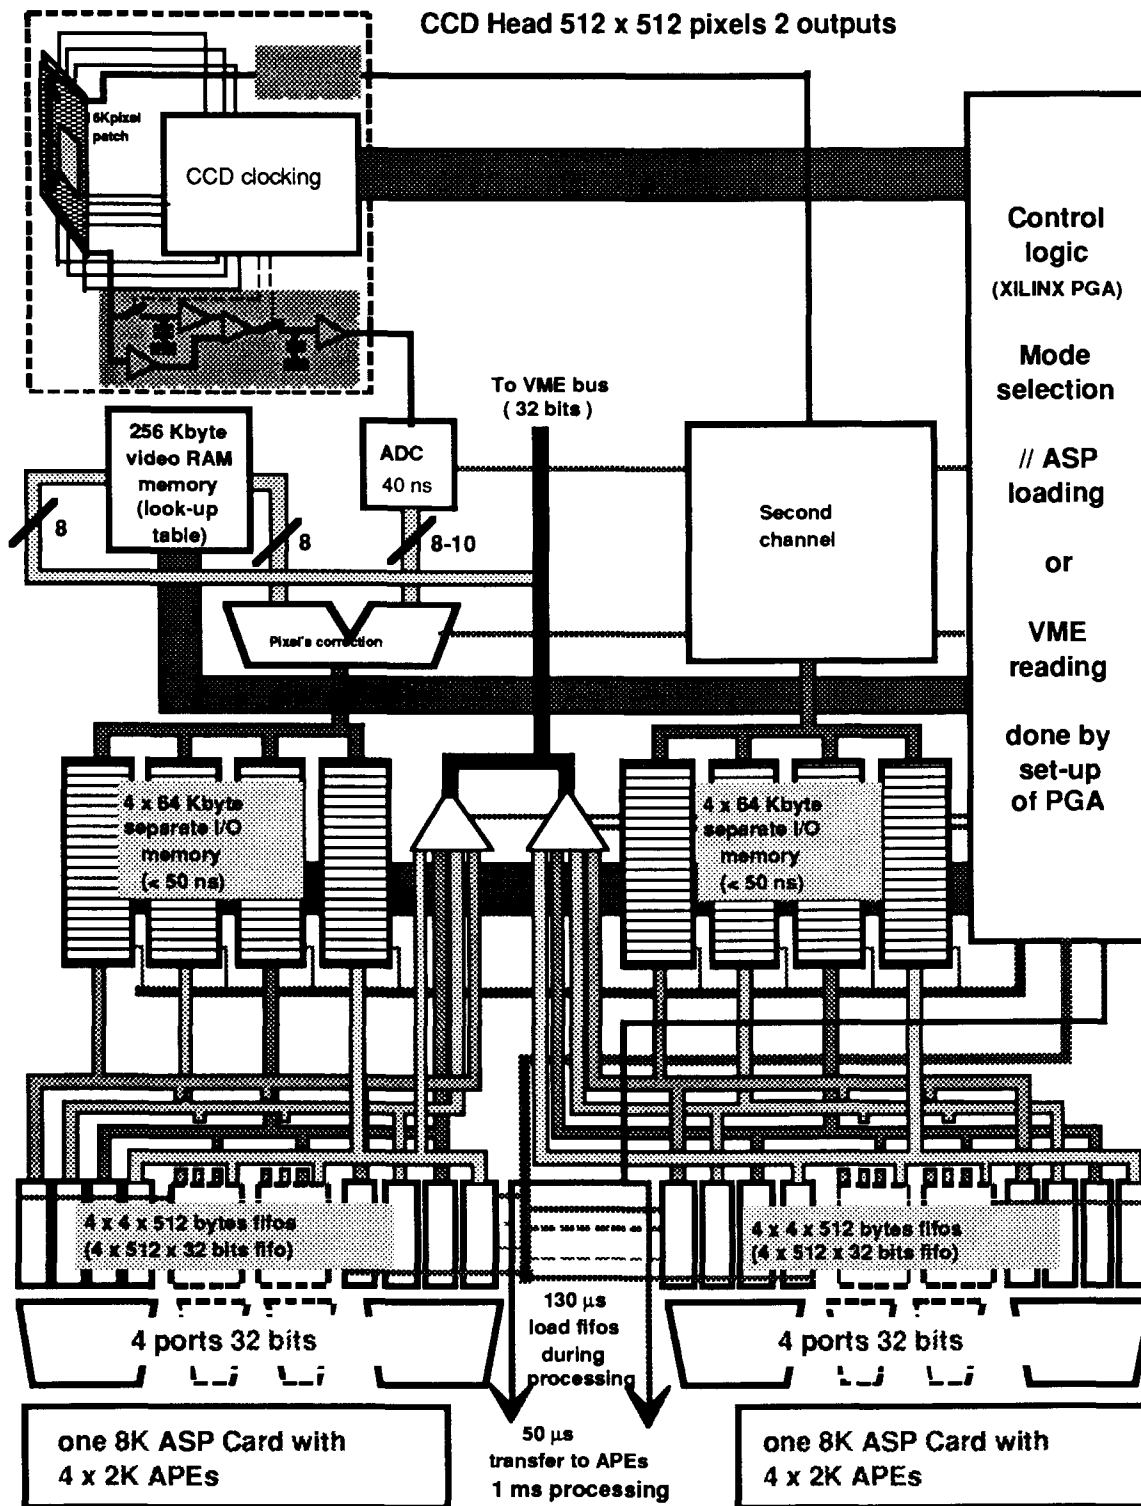 CCD Head 512 x 512 pixels 2 outputs
6Kpixel
patch
CCD clocking
Control
logic
(XILINX PGA)
Mode
selection
// ASP
loading
or
VME
reading
done by
set-up
of PGA
To VME bus
( 32 bits )
256 Kbyte
video RAM
memory
(look-up
table)
ADC
40 ns
8
8
8-10
Second
channel
Pixel's correction
4 x 64 Kbyte
separate I/O
memory
(< 50 ns)
4 x 64 Kbyte
separate I/O
memory
(< 50 ns)
4 x 4 x 512 bytes fifos
(4 x 512 x 32 bits fifo)
4 x 4 x 512 bytes fifos
(4 x 512 x 32 bits fifo)
4 ports 32 bits
130 µs
load fifos
during
processing
4 ports 32 bits
one 8K ASP Card with
4 x 2K APEs
50 µs
transfer to APEs
1 ms processing
one 8K ASP Card with
4 x 2K APEs